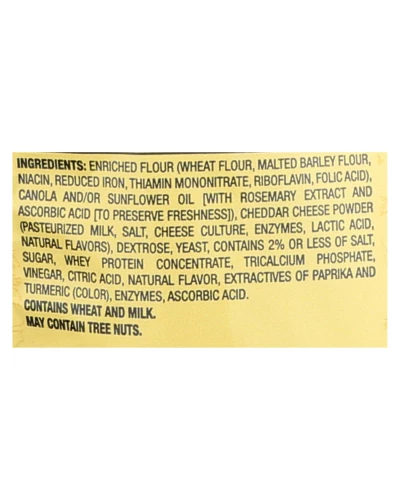 INGREDIENTS: ENRICHED FLOUR (WHEAT FLOUR, MALTED BARLEY FLOUR,
NIACIN, REDUCED IRON, THIAMIN MONONITRATE, RIBOFLAVIN, FOLIC ACID),
CANOLA AND/OR SUNFLOWER OIL [WITH ROSEMARY EXTRACT AND
ASCORBIC ACID [TO PRESERVE FRESHNESS]), CHEDDAR CHEESE POWDER
(PASTEURIZED MILK, SALT, CHEESE CULTURE, ENZYMES, LACTIC ACID,
NATURAL FLAVORS), DEXTROSE, YEAST, CONTAINS 2% OR LESS OF SALT,
SUGAR, WHEY PROTEIN CONCENTRATE, TRICALCIUM PHOSPHATE,
VINEGAR, CITRIC ACID, NATURAL FLAVOR, EXTRACTIVES OF PAPRIKA AND
TURMERIC (COLOR), ENZYMES, ASCORBIC ACID.
CONTAINS WHEAT AND MILK.
MAY CONTAIN TREE NUTS.